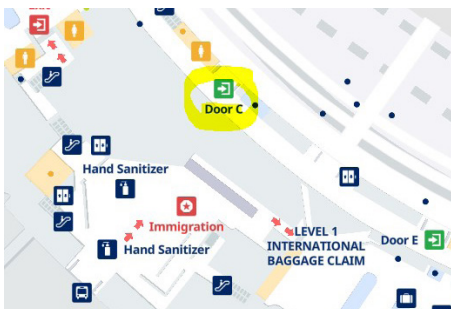 Door C
Hand Sanitizer
Immigration
Hand Sanitizer
LEVEL 1
INTERNATIONAL
BAGGAGE CLAIM
Door E